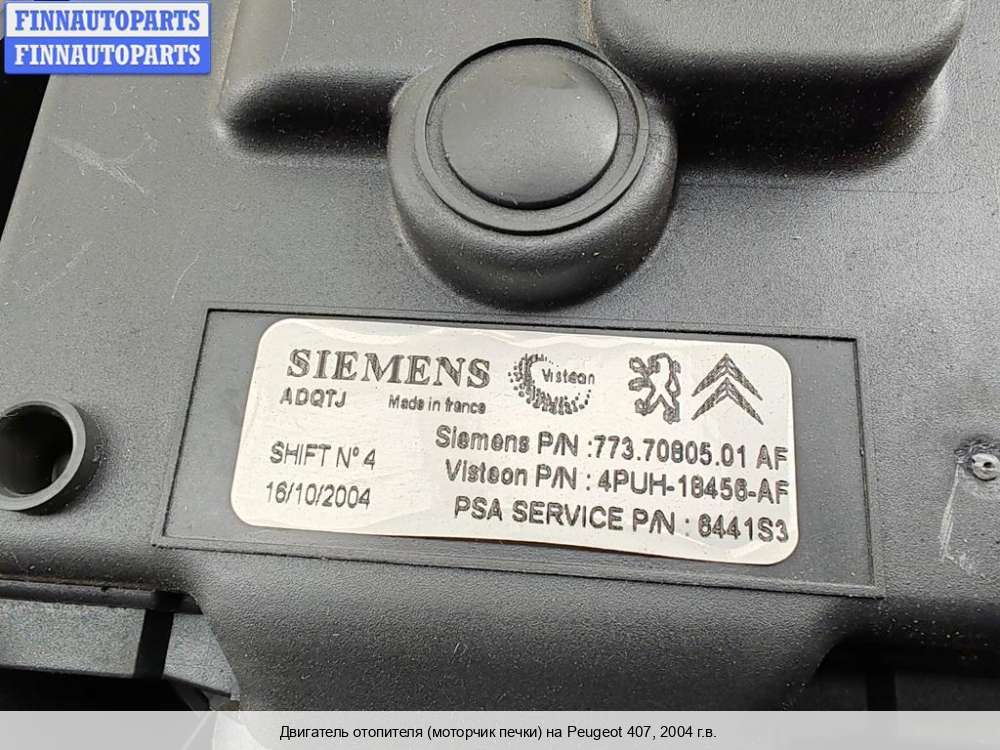 FINNAUTOPARTS
FINNAUTOPARTS
SIEMENS
Visteon
ADQTJ Made in france
SHIFT N° 4
16/10/2004
Siemens P/N :773.70805.01 AF
Visteon P/N : 4PUH-18456-AF
PSA SERVICE P/N : 6441S3
Двигатель отопителя (моторчик печки) на Peugeot 407, 2004 г.в.